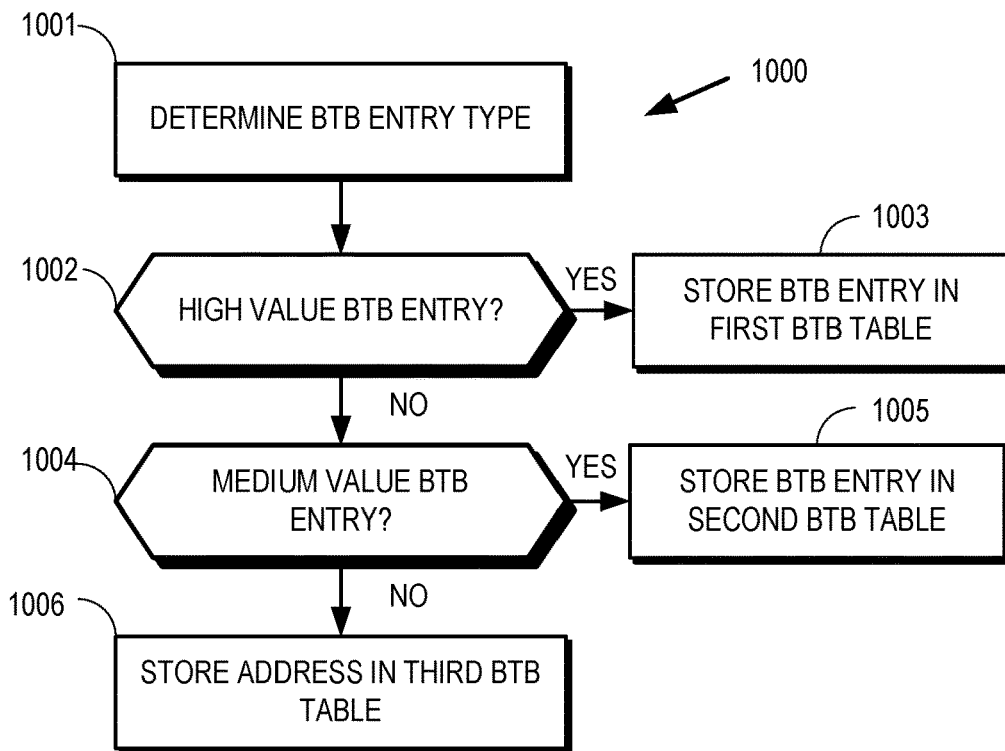 1001
1000
DETERMINE BTB ENTRY TYPE
1003
1002
HIGH VALUE BTB ENTRY?
YES
STORE BTB ENTRY IN
FIRST BTB TABLE
NO
1005
1004
MEDIUM VALUE BTB
ENTRY?
YES
STORE BTB ENTRY IN
SECOND BTB TABLE
NO
1006
STORE ADDRESS IN THIRD BTB
TABLE